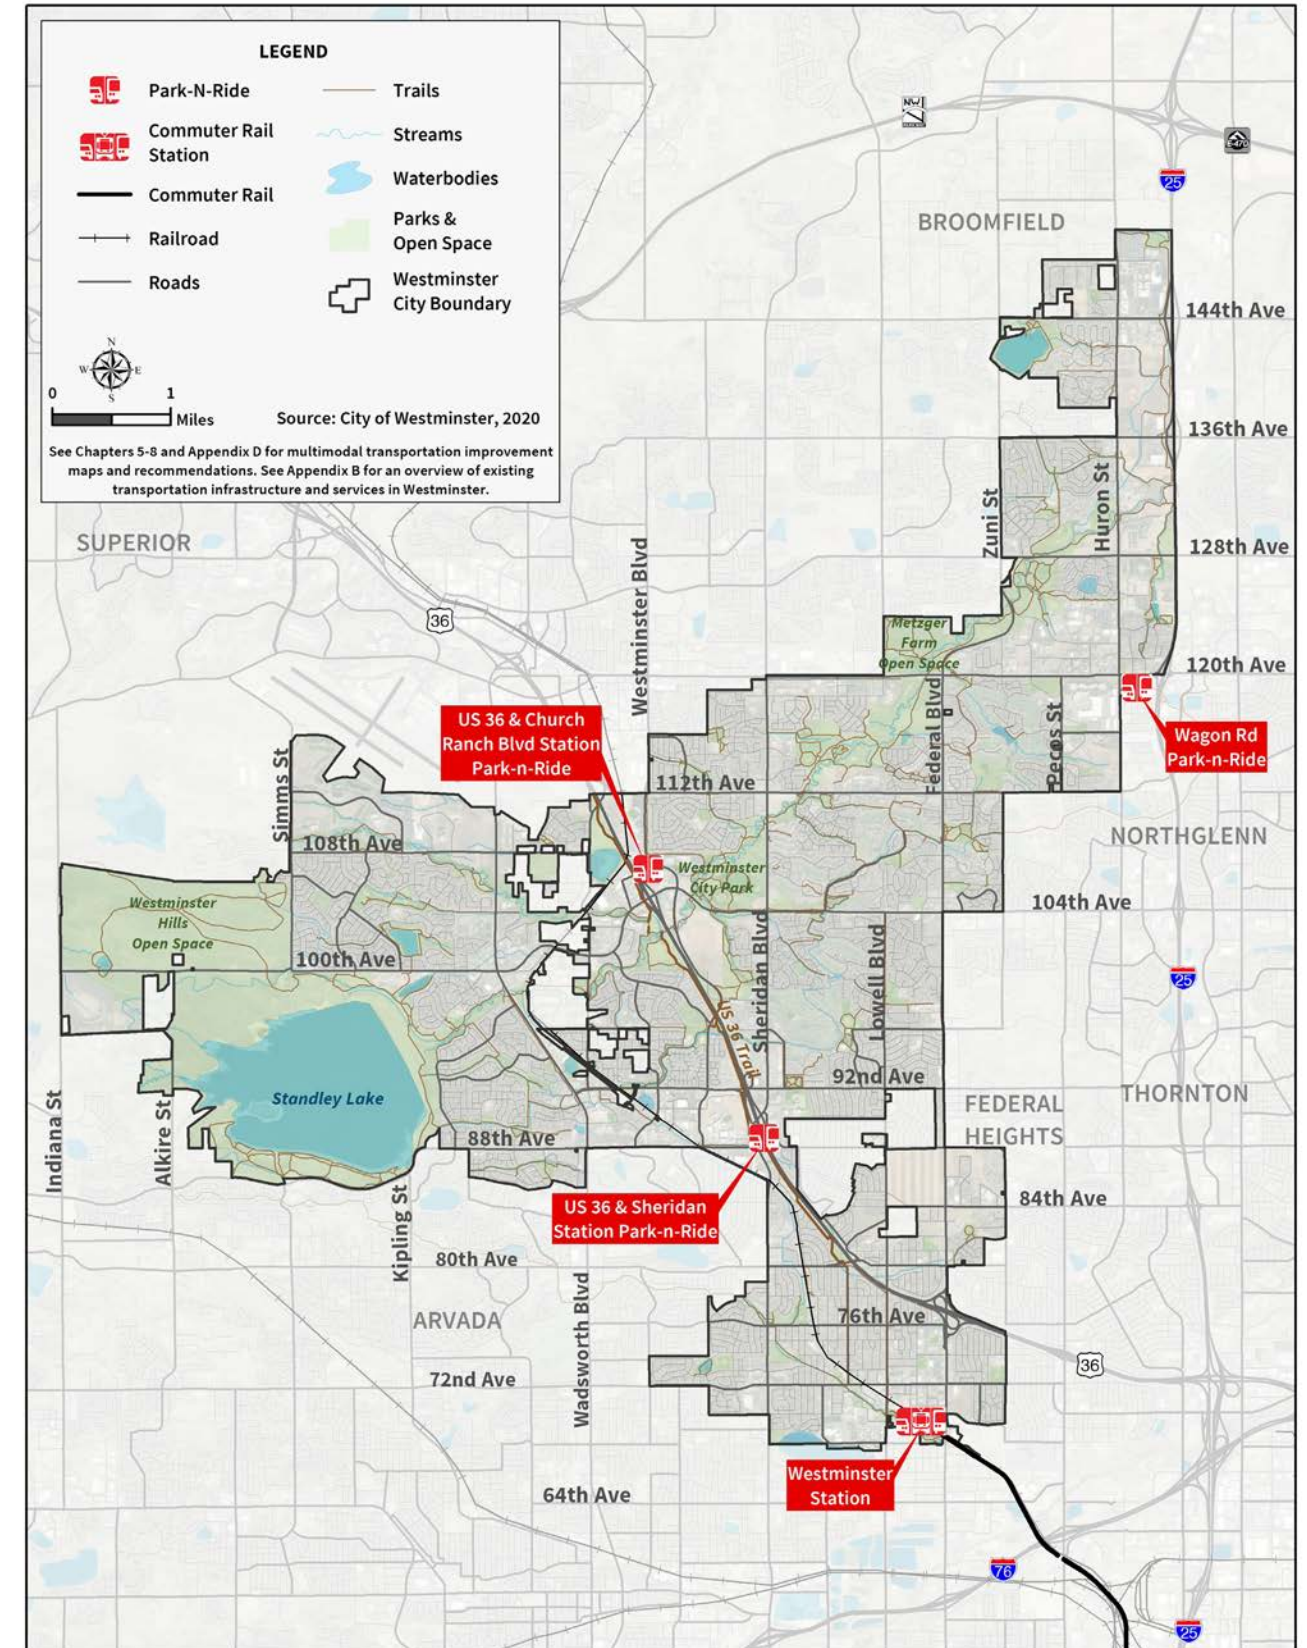 LEGEND
Park-N-Ride
Commuter Rail
Station
Commuter Rail
Railroad
Roads
Trails
Streams
Waterbodies
Parks &
Open Space
Westminster
City Boundary
N
W
E
S
0
1
Miles
Source: City of Westminster, 2020
See Chapters 5-8 and Appendix D for multimodal transportation improvement
maps and recommendations. See Appendix B for an overview of existing
transportation infrastructure and services in Westminster.
NW
E-470
25
BROOMFIELD
144th Ave
136th Ave
Zuni St
Huron St
SUPERIOR
128th Ave
Westminster Blvd
36
Metzger
Farm
Open Space
120th Ave
Federal Blvd
Pecos St
US 36 & Church
Ranch Blvd Station
Park-n-Ride
Wagon Rd
Park-n-Ride
Simms St
112th Ave
108th Ave
NORTHGLENN
Westminster
City Park
Westminster
Hills
Open Space
104th Ave
100th Ave
Sheridan Blvd
Lowell Blvd
25
US 36 Trail
92nd Ave
Standley Lake
THORNTON
FEDERAL
HEIGHTS
Indiana St
Alkire St
88th Ave
Kipling St
84th Ave
US 36 & Sheridan
Station Park-n-Ride
80th Ave
Wadsworth Blvd
ARVADA
76th Ave
36
72nd Ave
Westminster
Station
64th Ave
76
25